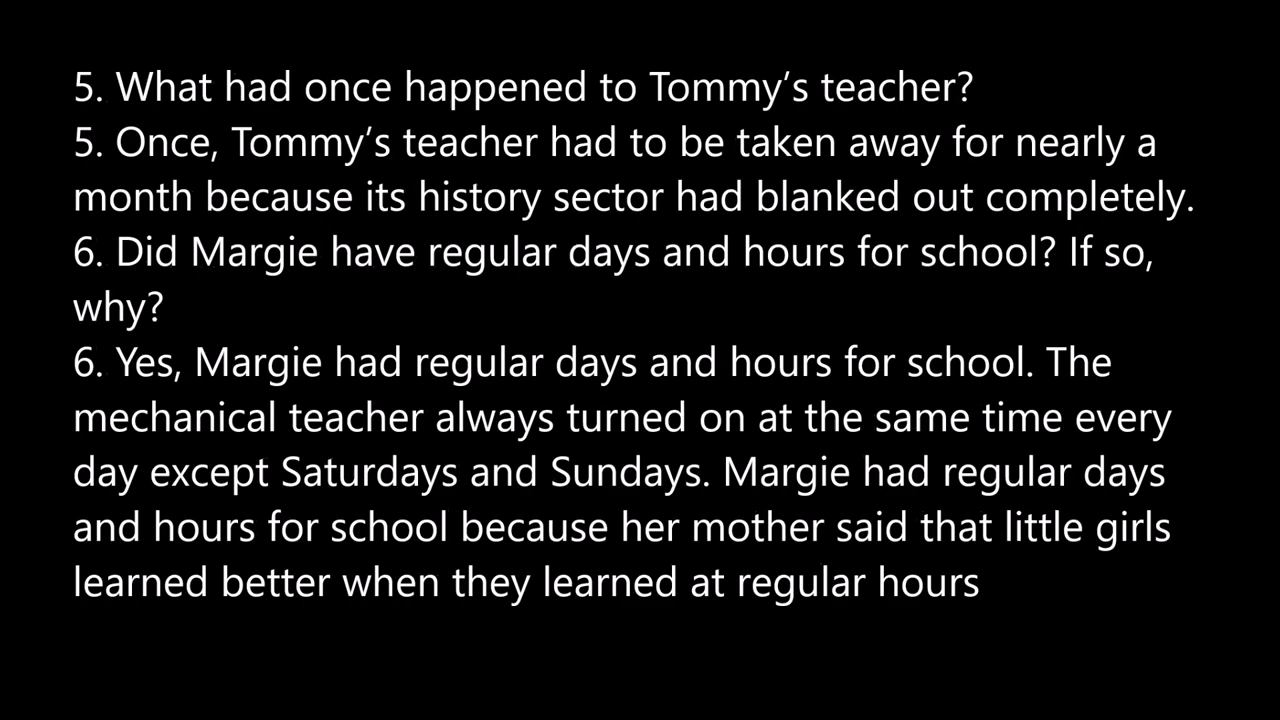 5. What had once happened to Tommy’s teacher?
5. Once, Tommy’s teacher had to be taken away for nearly a
month because its history sector had blanked out completely.
6. Did Margie have regular days and hours for school? If so,
why?
6. Yes, Margie had regular days and hours for school. The
mechanical teacher always turned on at the same time every
day except Saturdays and Sundays. Margie had regular days
and hours for school because her mother said that little girls
learned better when they learned at regular hours